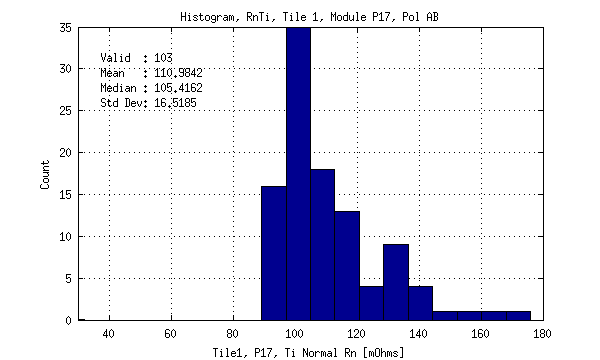 Histogram, RnTi, Tile 1, Module P17, Pol AB
35
30
25
20
15
10
5
0
Count
Valid : 103
Mean : 110.9842
Median : 105.4162
Std Dev: 16.5185
40 60 80 100 120 140 160 180
Tile1, P17, Ti Normal Rn [mOhms]